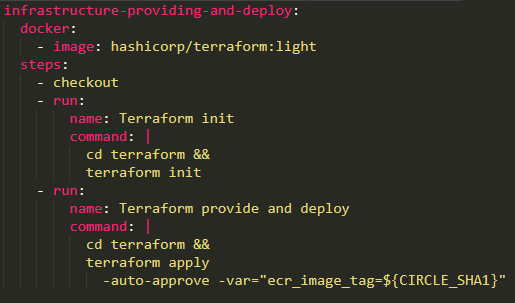 infrastructure-providing-and-deploy:
  docker:
    - image: hashicorp/terraform:light
  steps:
    - checkout
    - run:
        name: Terraform init
        command: |
          cd terraform &&
          terraform init
    - run:
        name: Terraform provide and deploy
        command: |
          cd terraform &&
          terraform apply
            -auto-approve -var="ecr_image_tag=${CIRCLE_SHA1}"